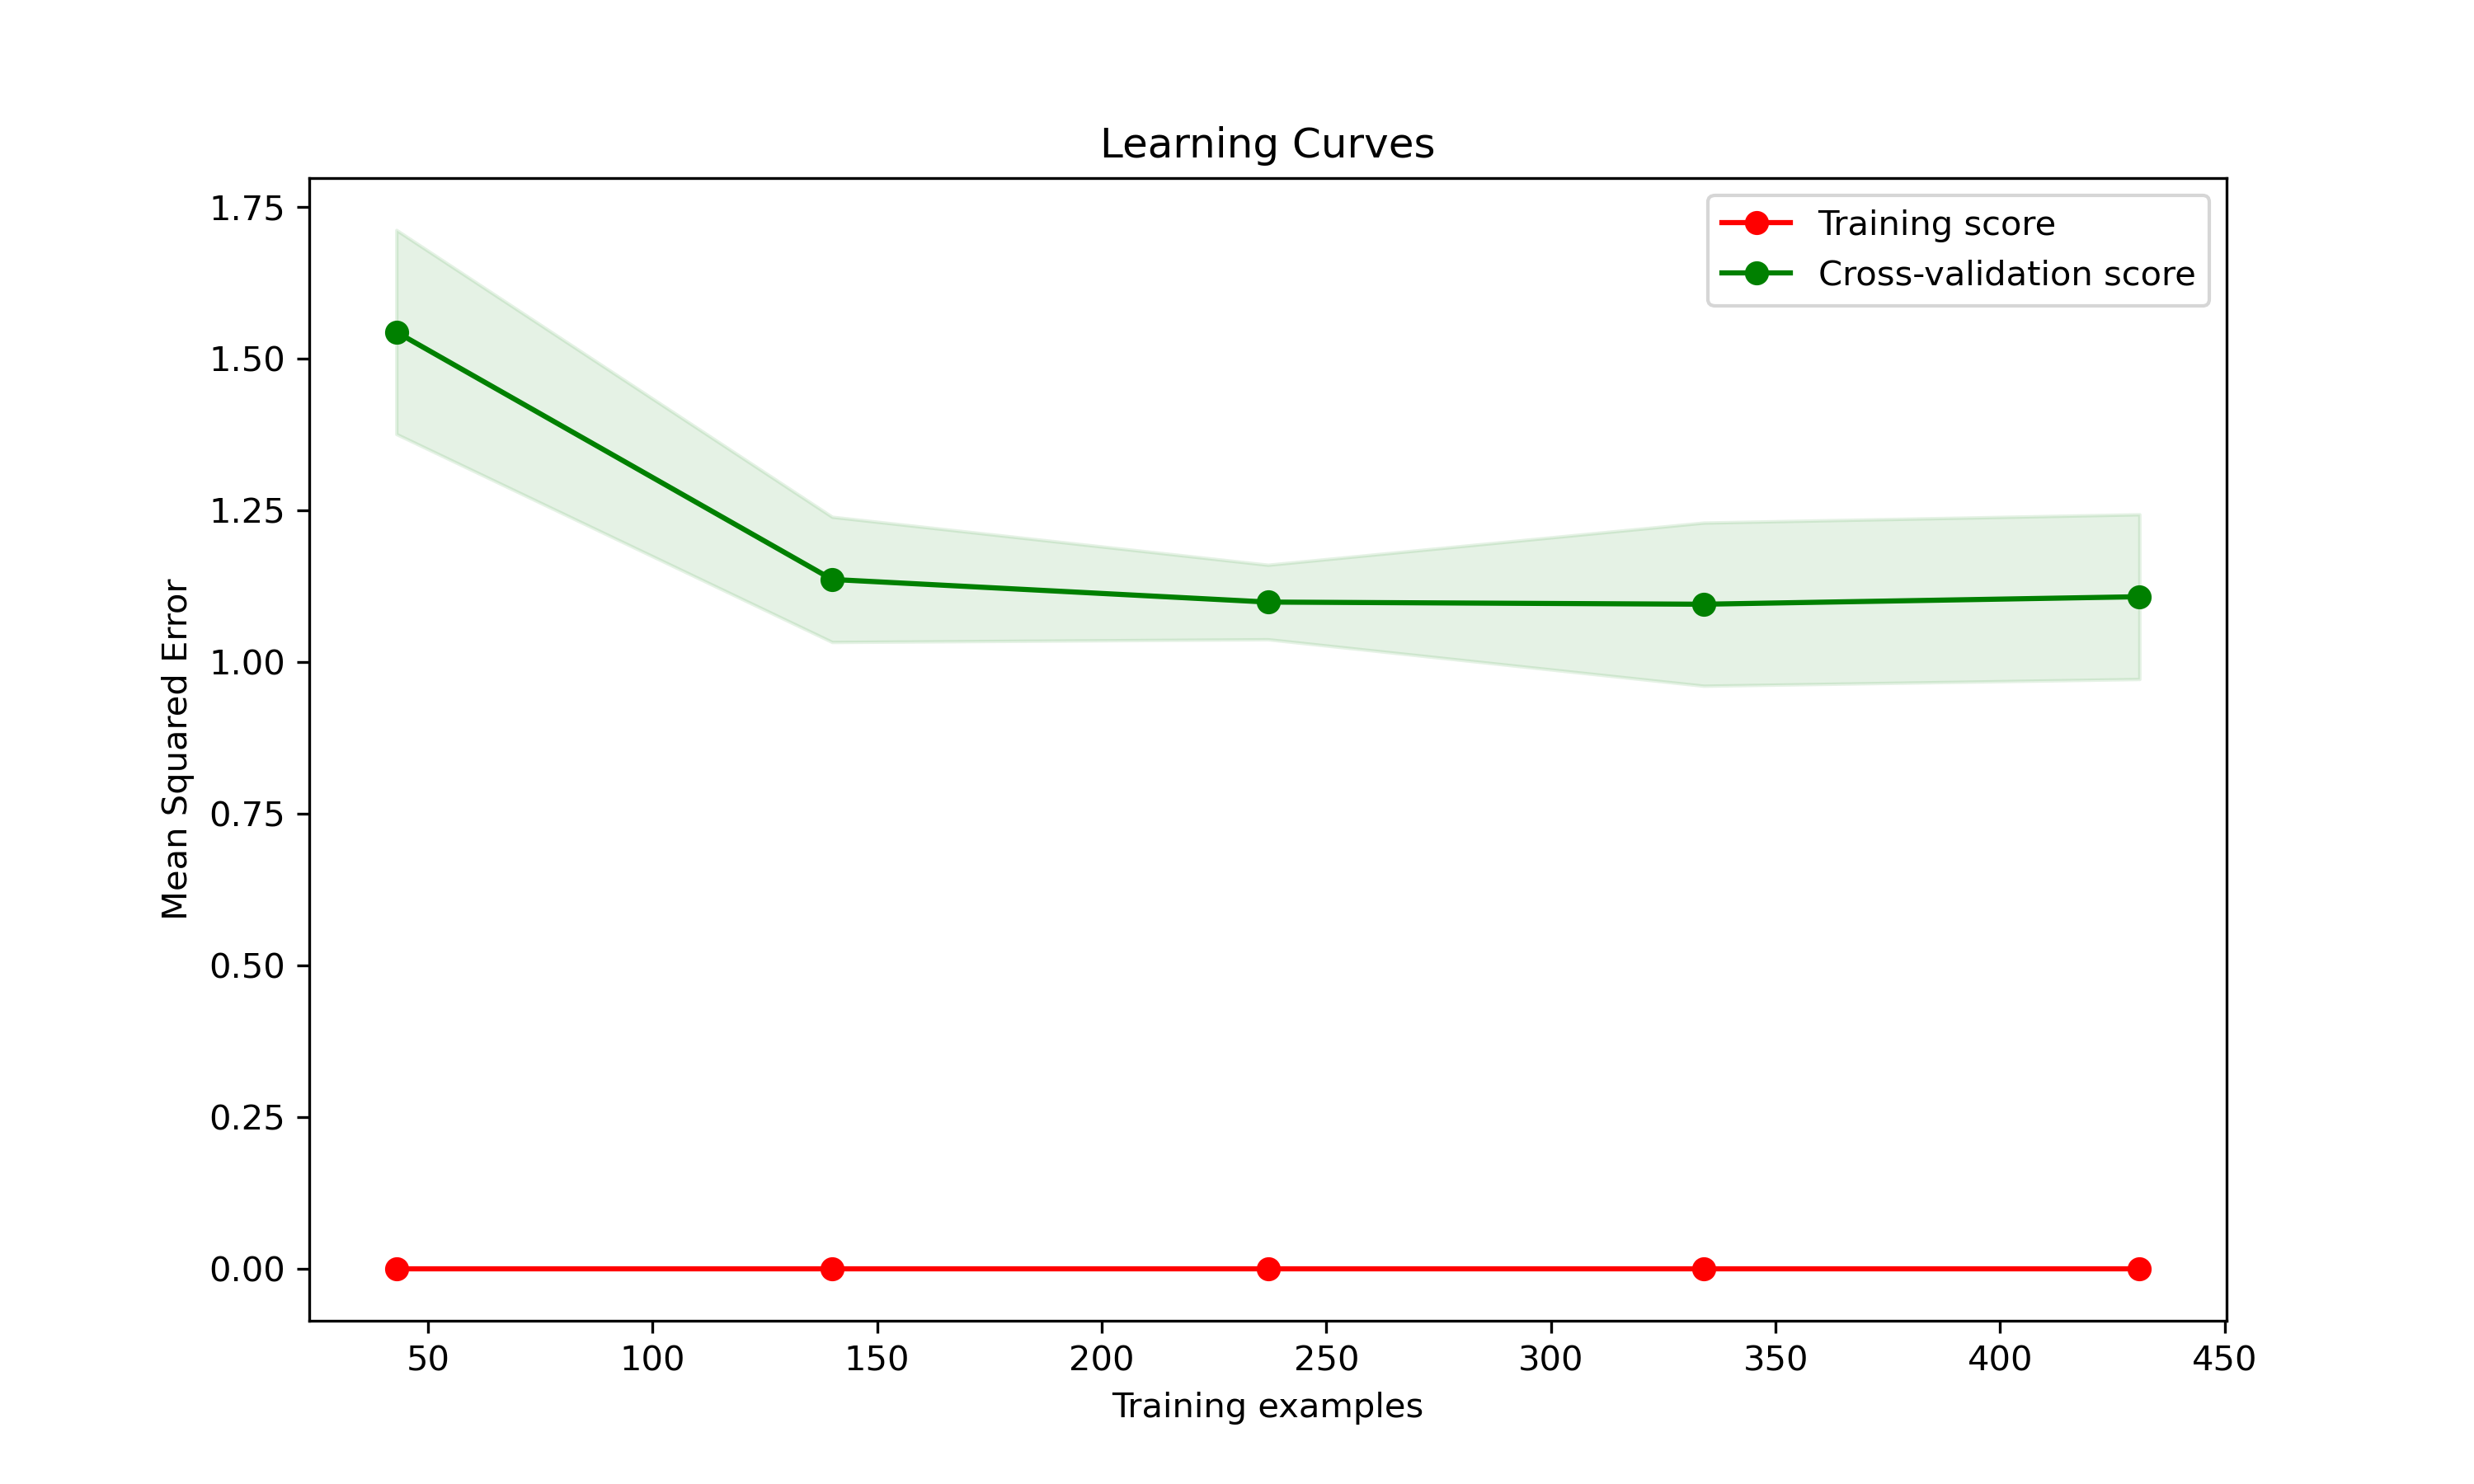 Learning Curves
1.75
1.50
1.25
1.00
0.75
0.50
0.25
0.00
Mean Squared Error
Training score
Cross-validation score
50 100 150 200 250 300 350 400 450
Training examples